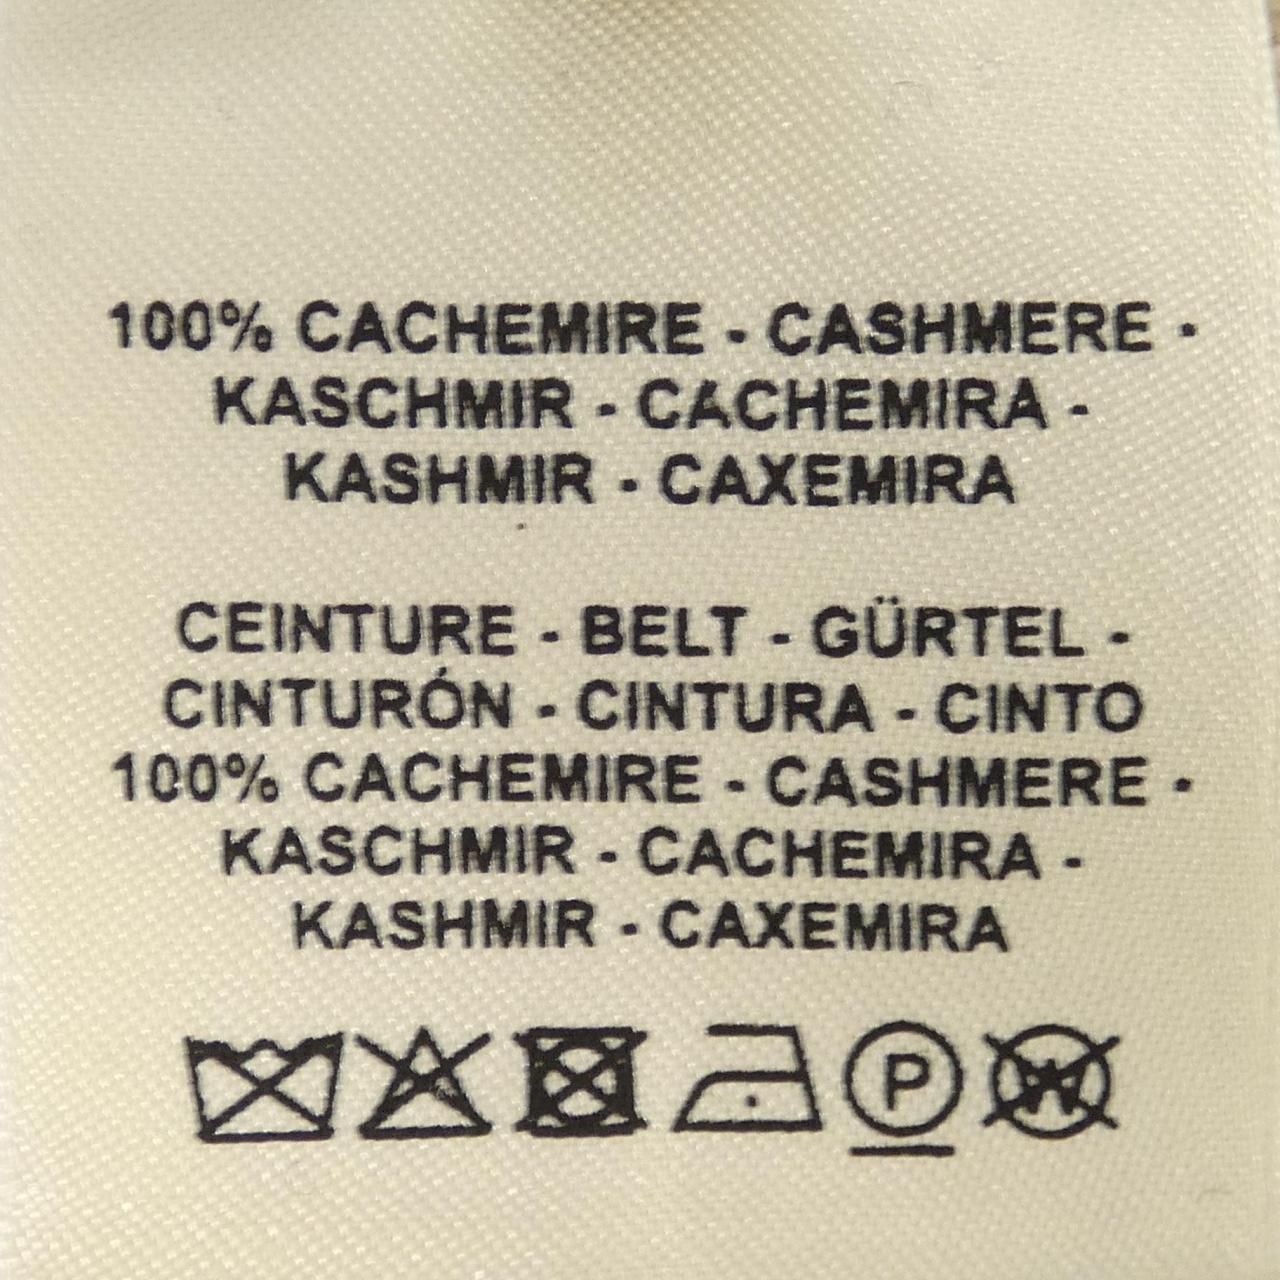 100% CACHEMIRE - CASHMERE -
KASCHMIR - CACHEMIRA -
KASHMIR - CAXEMIRA
CEINTURE - BELT - GÜRTEL -
CINTURÓN - CINTURA - CINTO
100% CACHEMIRE - CASHMERE -
KASCHMIR - CACHEMIRA -
KASHMIR - CAXEMIRA
P W